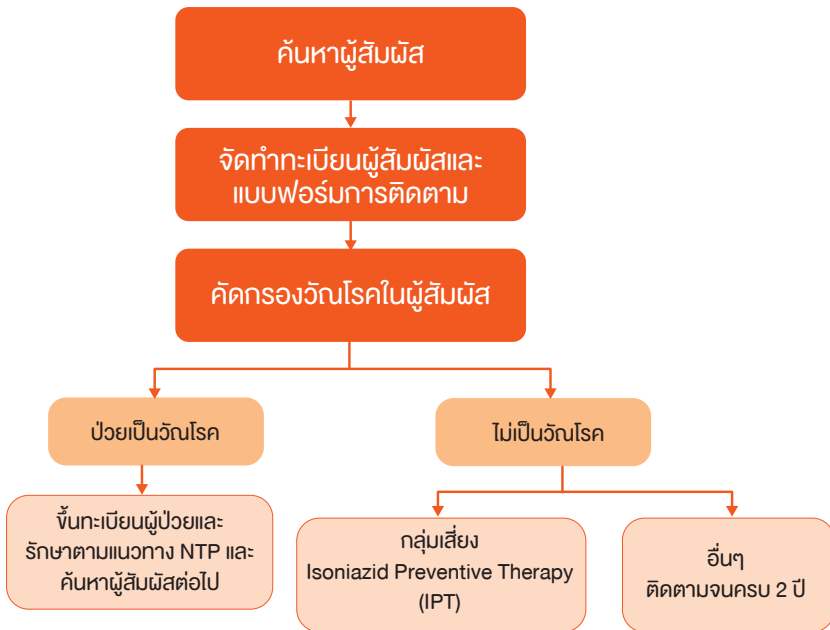 ค้นหาผู้สัมผัส
จัดทำทะเบียนผู้สัมผัสและ
แบบฟอร์มการติดตาม
คัดกรองวัณโรคในผู้สัมผัส
ป่วยเป็นวัณโรค
ไม่เป็นวัณโรค
ขึ้นทะเบียนผู้ป่วยและ
รักษาตามแนวทาง NTP และ
ค้นหาผู้สัมผัสต่อไป
กลุ่มเสี่ยง
Isoniazid Preventive Therapy
(IPT)
อื่นๆ
ติดตามจนครบ 2 ปี